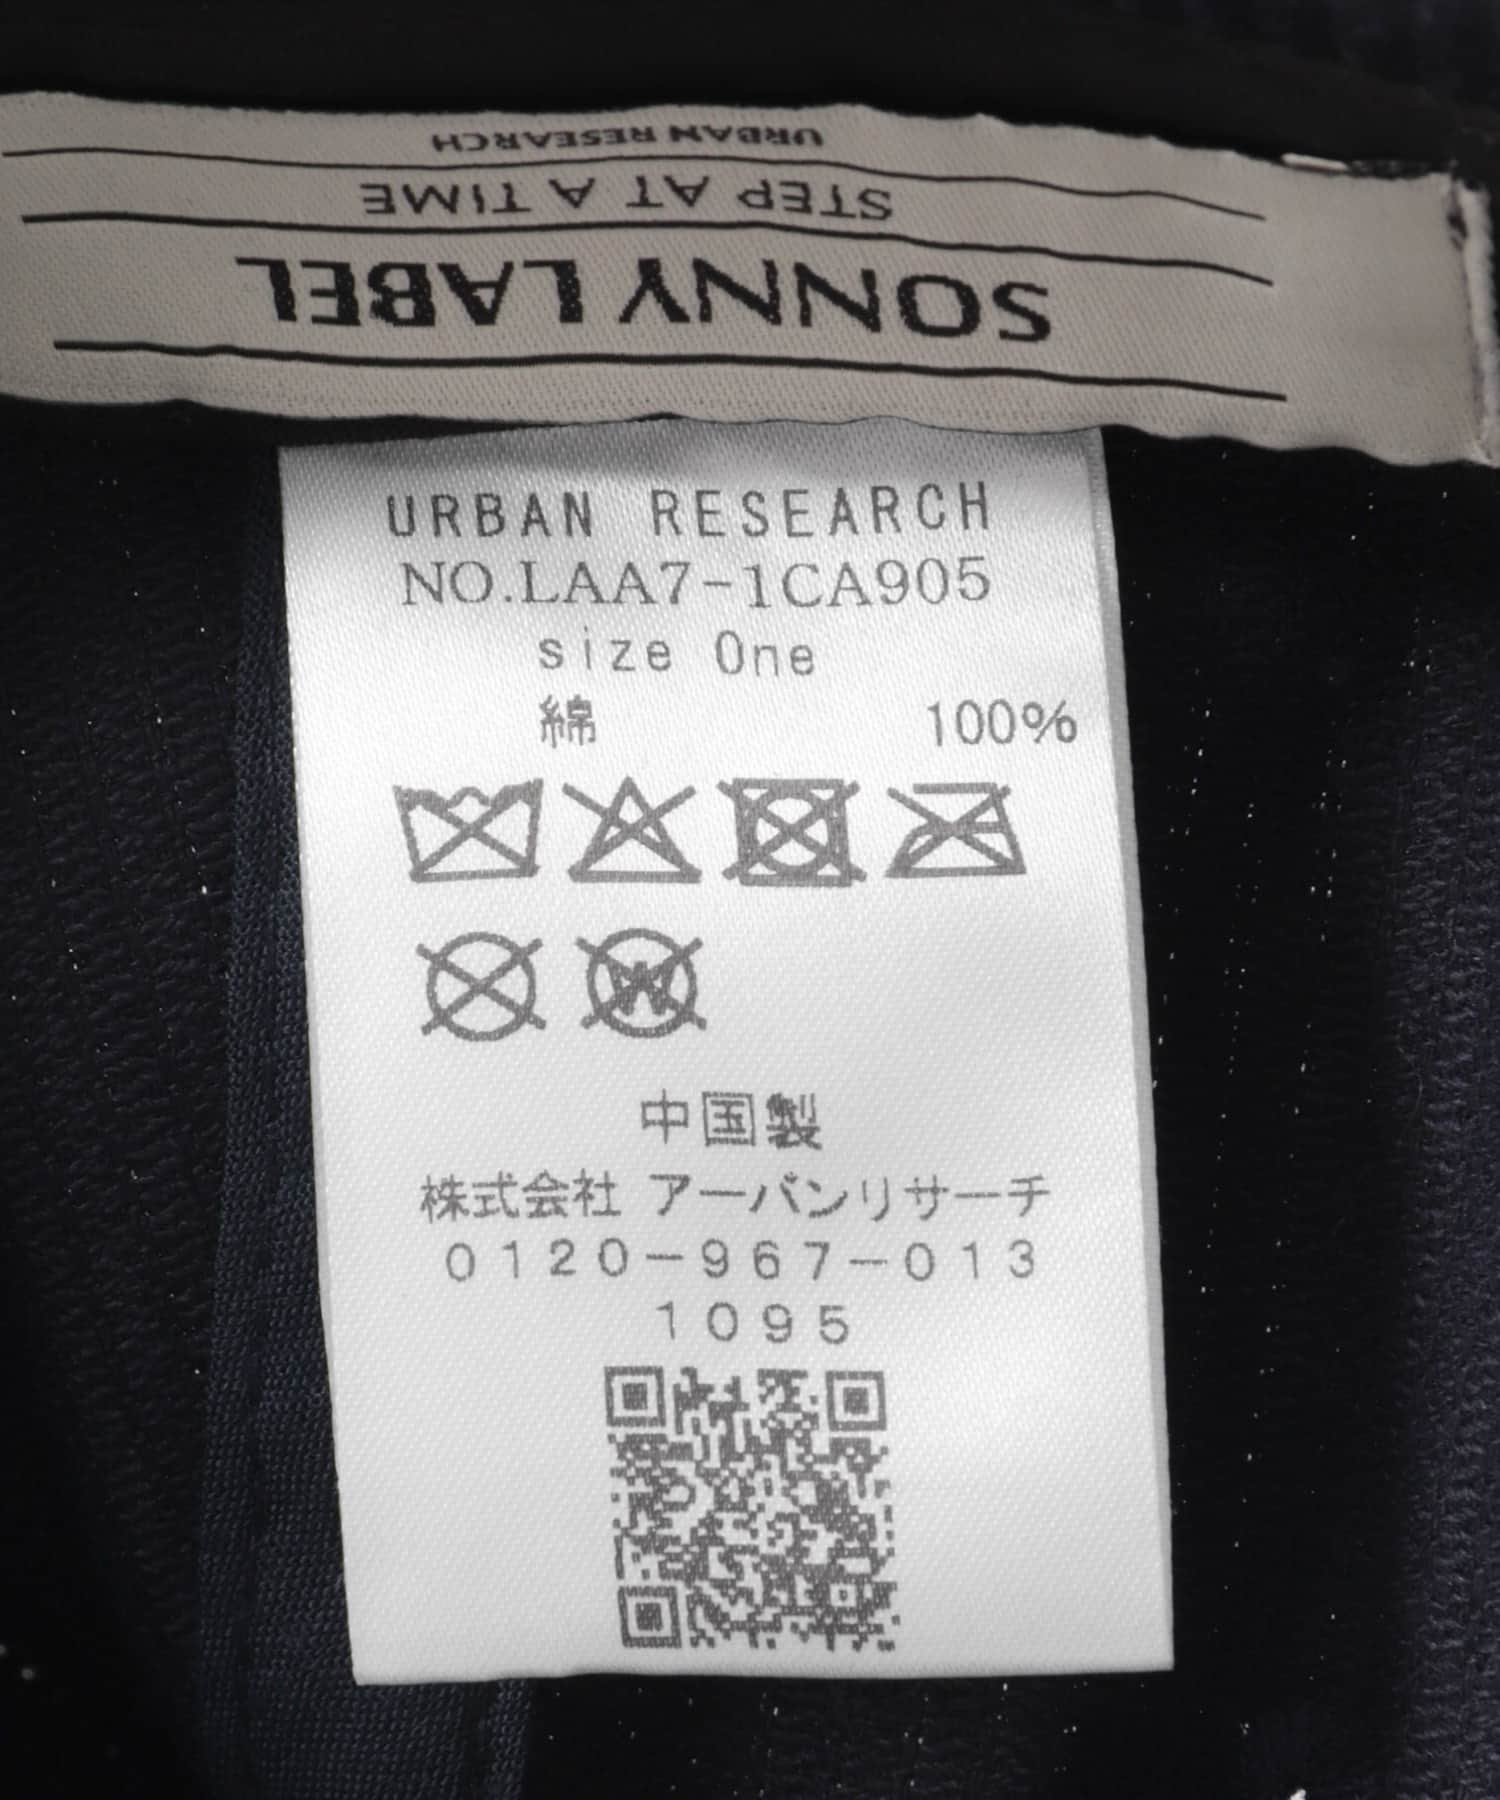 URBAN RESEARCH
STEP AT A TIME
SONNY LABEL
URBAN RESEARCH
NO.LAA7-1CA905
size One
綿 100%
W
中国製
株式会社 アーバンリサーチ
0120-967-013
1095